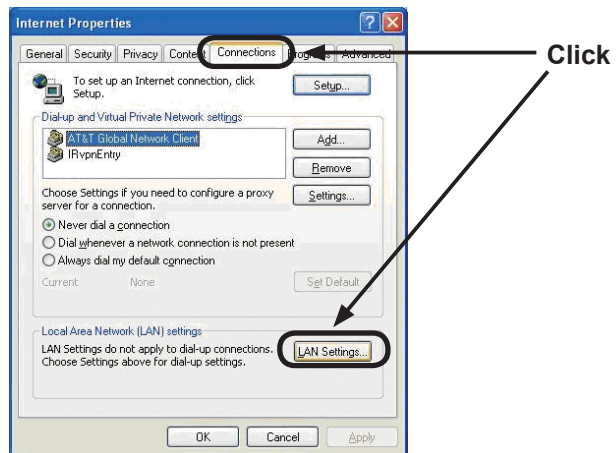 Internet Properties
General Security Privacy Content Connections Programs Advanced
Click
To set up an Internet connection, click
Setup.
Setup...
Dial-up and Virtual Private Network settings
AT&T Global Network Client
IRvpnEntry
Add...
Remove
Choose Settings if you need to configure a proxy
server for a connection.
Settings...
Never dial a connection
Dial whenever a network connection is not present
Always dial my default connection
Current None
Set Default
Local Area Network (LAN) settings
LAN Settings do not apply to dial-up connections.
Choose Settings above for dial-up settings.
LAN Settings...
OK Cancel Apply